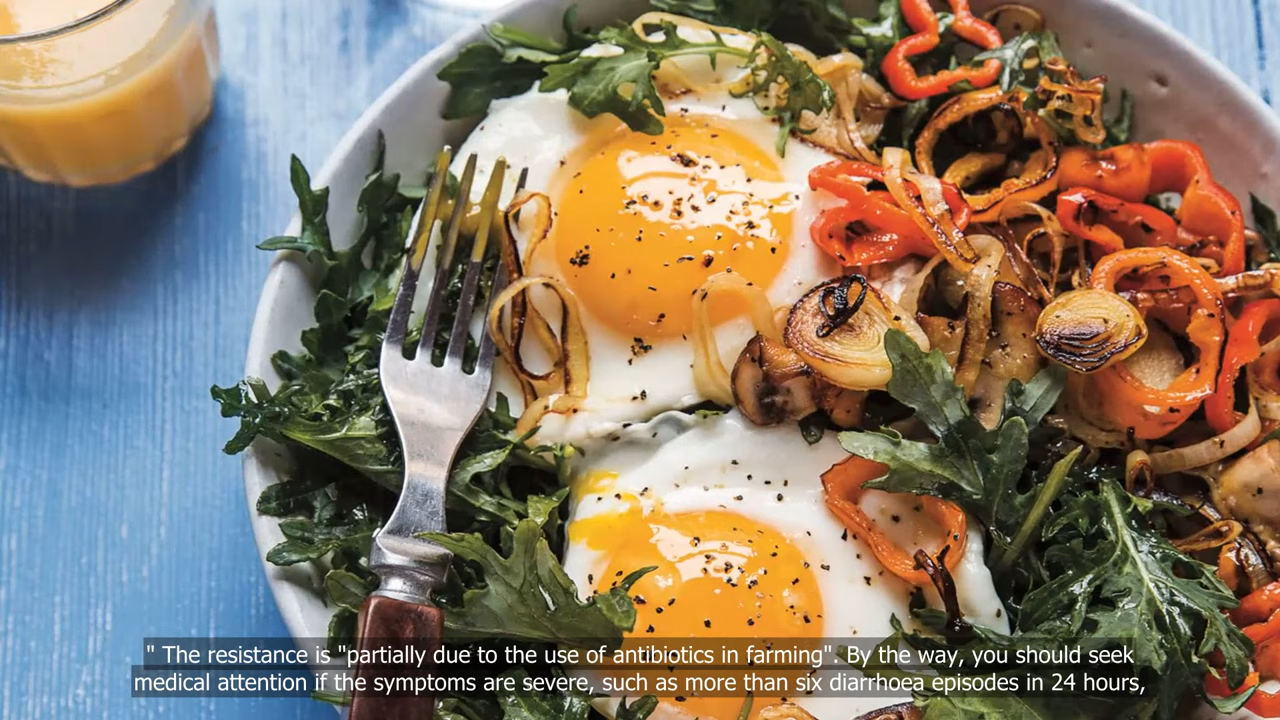 " The resistance is "partially due to the use of antibiotics in farming". By the way, you should seek
medical attention if the symptoms are severe, such as more than six diarrhoea episodes in 24 hours,